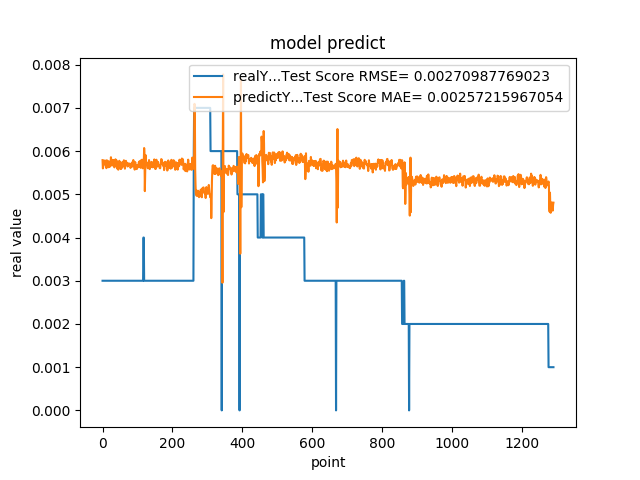 model predict
realY...Test Score RMSE= 0.00270987769023
predictY...Test Score MAE= 0.00257215967054
0.008
0.007
0.006
0.005
0.004
0.003
0.002
0.001
0.000
real value
0 200 400 600 800 1000 1200
point